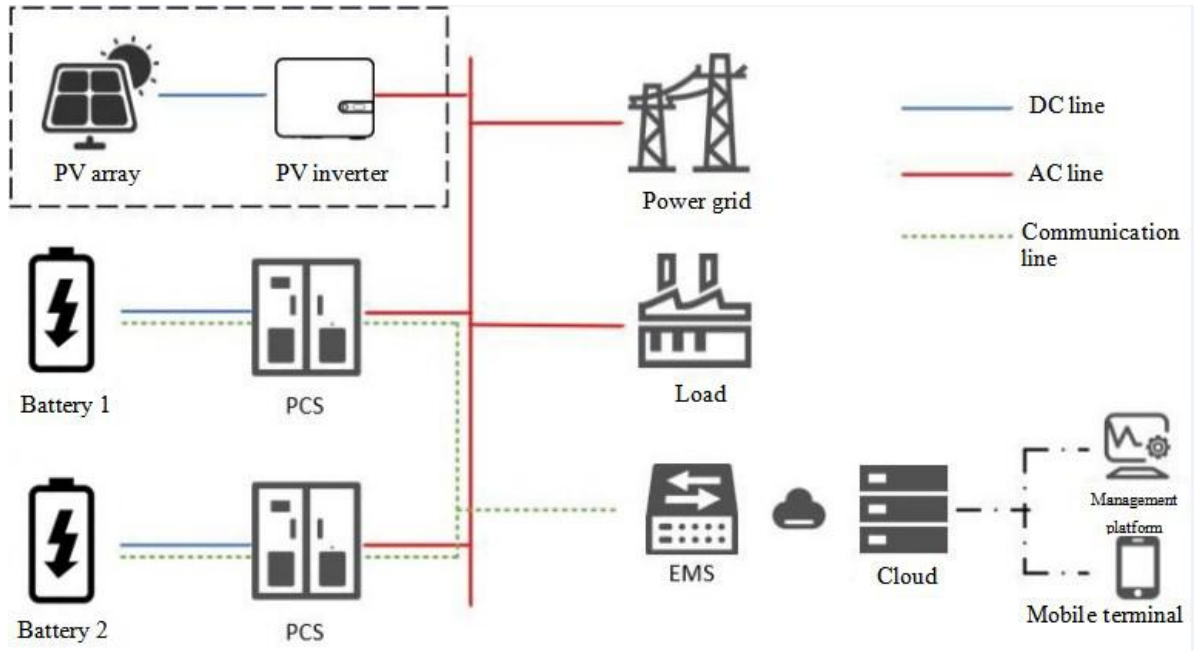 PV array
PV inverter
Power grid
DC line
AC line
Communication
line
Battery 1
PCS
Load
Battery 2
PCS
EMS
Cloud
Management
platform
Mobile terminal